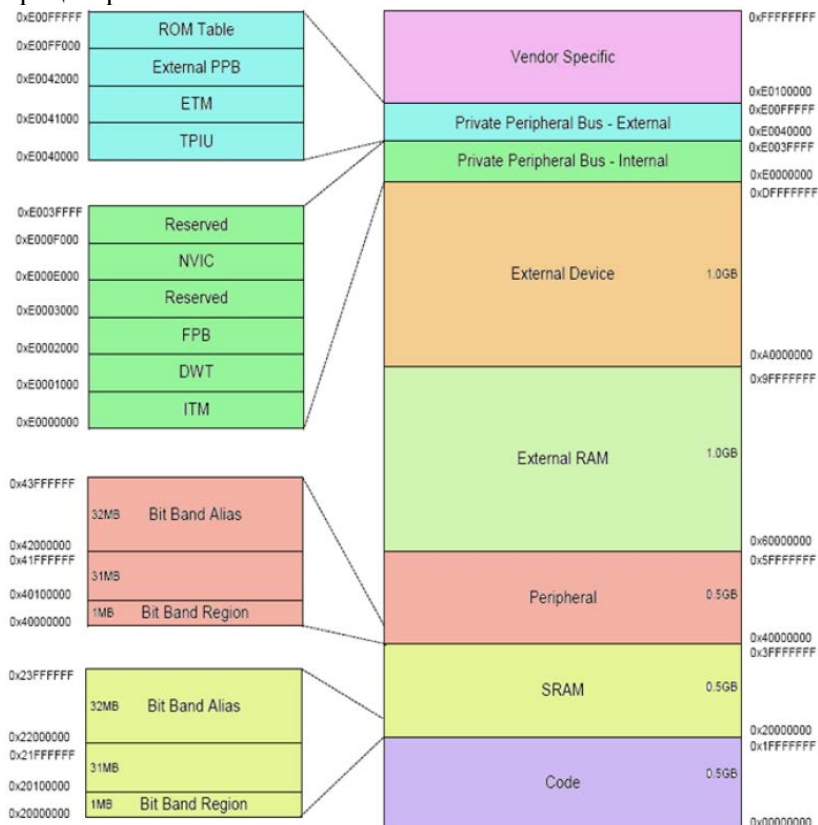 0xE00FFFFF
ROM Table
0xE00FF000
External PPB
0xE0042000
ETM
0xE0041000
TPIU
0xE0040000
0xE003FFFF
Reserved
0xE000F000
NVIC
0xE000E000
Reserved
0xE0003000
FPB
0xE0002000
DWT
0xE0001000
ITM
0xE0000000
0x43FFFFFF
32MB Bit Band Alias
0x42000000
0x41FFFFFF
31MB
0x40100000
1MB Bit Band Region
0x40000000
0x23FFFFFF
32MB Bit Band Alias
0x22000000
0x21FFFFFF
31MB
0x20100000
1MB Bit Band Region
0x20000000
0xFFFFFFFF
Vendor Specific
0xE0100000
0xE00FFFFF
Private Peripheral Bus - External
0xE0040000
0xE003FFFF
Private Peripheral Bus - Internal
0xE0000000
0xDFFFFFFF
External Device 1.0GB
0xA0000000
0x9FFFFFFF
External RAM 1.0GB
0x60000000
0x5FFFFFFF
Peripheral 0.5GB
0x40000000
0x3FFFFFFF
SRAM 0.5GB
0x20000000
0x1FFFFFFF
Code 0.5GB
0x00000000